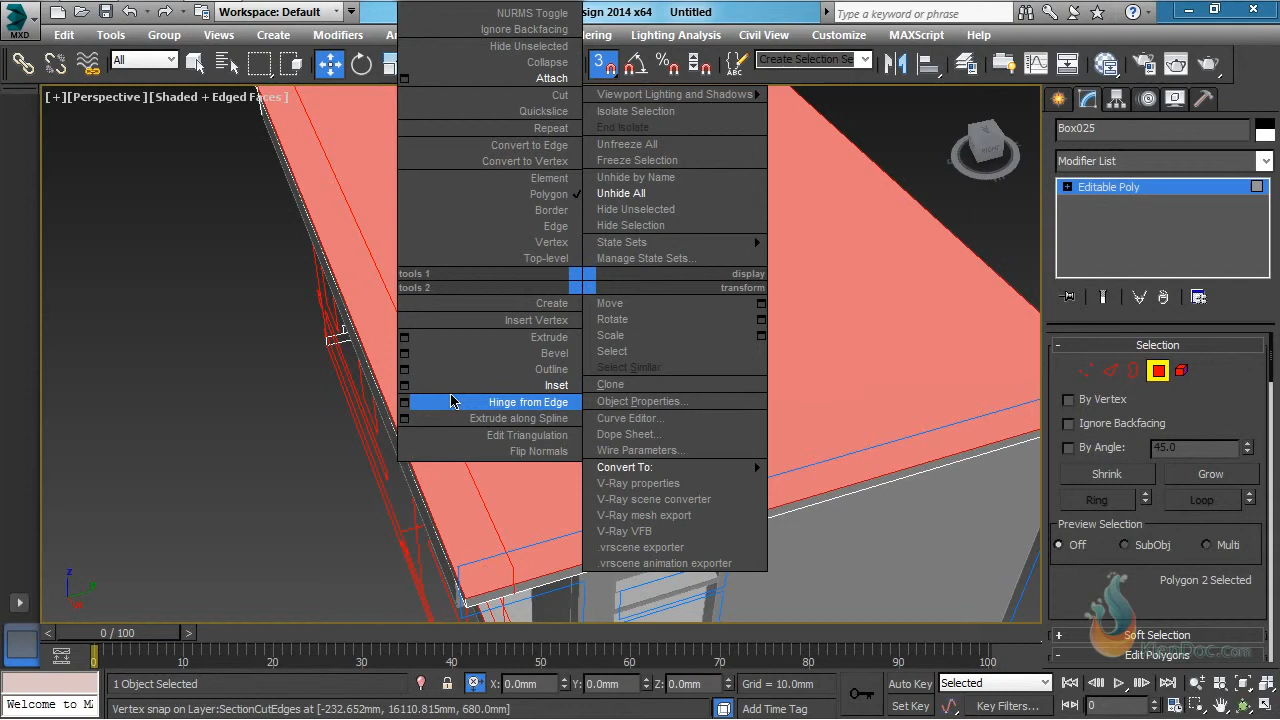 MXD
Workspace: Default
sign 2014 x64
Untitled
Type a keyword or phrase
Edit
Tools
Group
Views
Create
Modifiers
An
ering
Lighting Analysis
Civil View
Customize
MAXScript
Help
All
3
Create Selection Se
[+][Perspective][Shaded + Edged Faces]
NURMS Toggle
Ignore Backfacing
Hide Unselected
Collapse
Attach
Cut
Quickslice
Repeat
Convert to Edge
Convert to Vertex
Element
Polygon
Border
Edge
Vertex
Top-level
tools 1
tools 2
Create
Insert Vertex
Extrude
Bevel
Outline
Inset
Hinge from Edge
Extrude along Spline
Edit Triangulation
Flip Normals
Viewport Lighting and Shadows
Isolate Selection
End Isolate
Unfreeze All
Freeze Selection
Unhide by Name
Unhide All
Hide Unselected
Hide Selection
State Sets
Manage State Sets...
display
transform
Move
Rotate
Scale
Select
Select Similar
Clone
Object Properties...
Curve Editor...
Dope Sheet...
Wire Parameters...
Convert To:
V-Ray properties
V-Ray scene converter
V-Ray mesh export
V-Ray VFB
.vrscene exporter
.vrscene animation exporter
RIGHT
Box025
Modifier List
Editable Poly
- Selection
By Vertex
Ignore Backfacing
By Angle: 45.0
Shrink
Grow
Ring
Loop
Preview Selection
Off
SubObj
Multi
Polygon 2 Selected
+ Soft Selection
- Edit Polygons
KienDoc.Com
z
< 0 / 100 >
0
10
20
30
40
50
60
70
80
90
100
1 Object Selected
X: 0.0mm
Y: 0.0mm
Z: 0.0mm
Grid = 10.0mm
Auto Key
Selected
Welcome to MA
Vertex snap on Layer:SectionCutEdges at [-232.652mm, 16110.815mm, 680.0mm]
Add Time Tag
Set Key
Key Filters...
0